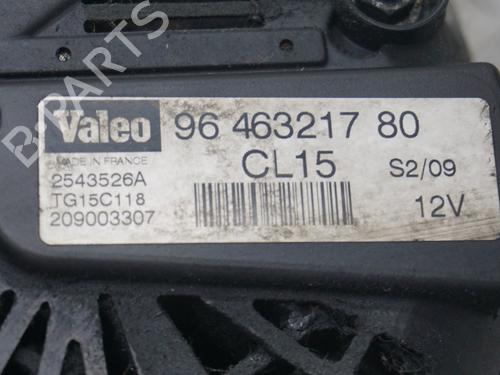 B-PARTS
Valeo 96 463217 80
MADE IN FRANCE CL15 S2/09
2543526A
TG15C118 12V
209003307